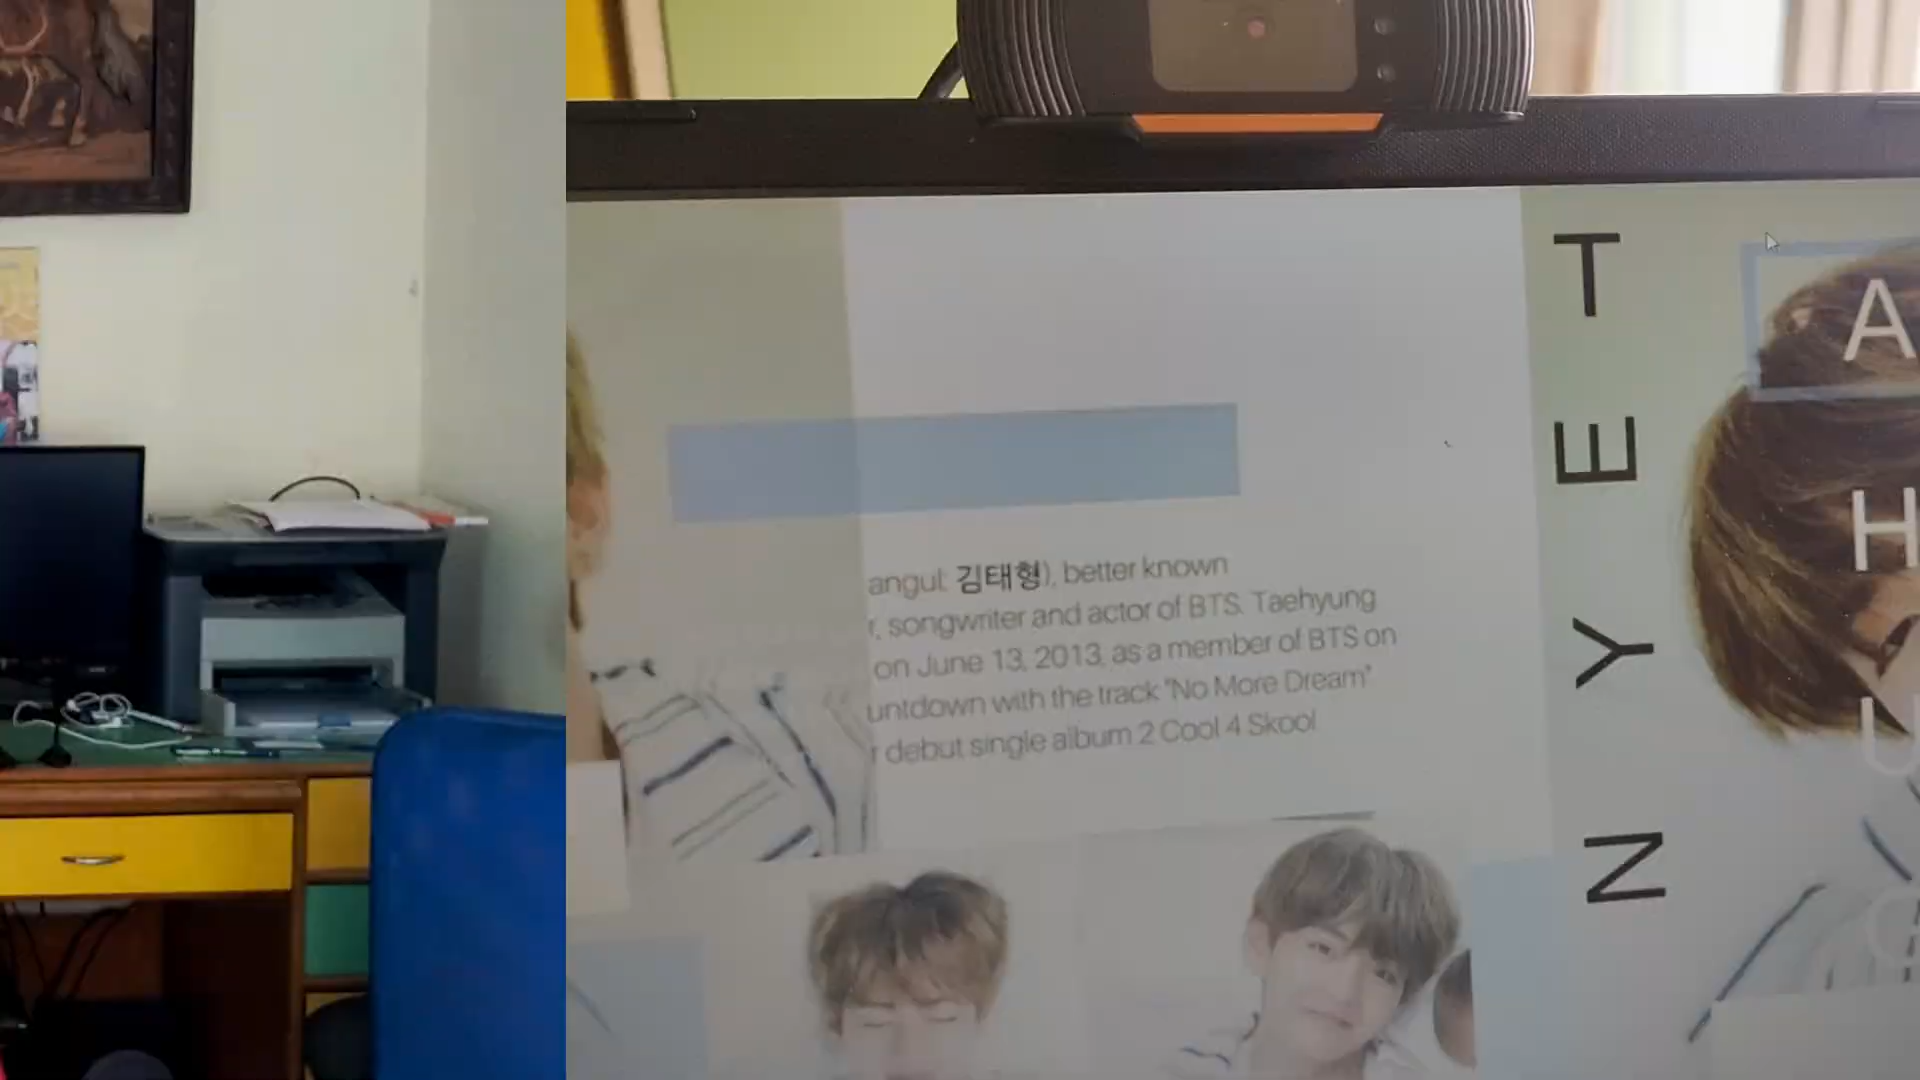 angul: 김태형), better known
r, songwriter and actor of BTS. Taehyung
on June 13, 2013, as a member of BTS on
untdown with the track "No More Dream"
r debut single album 2 Cool 4 Skool
T
E
Y
N
A
H
U